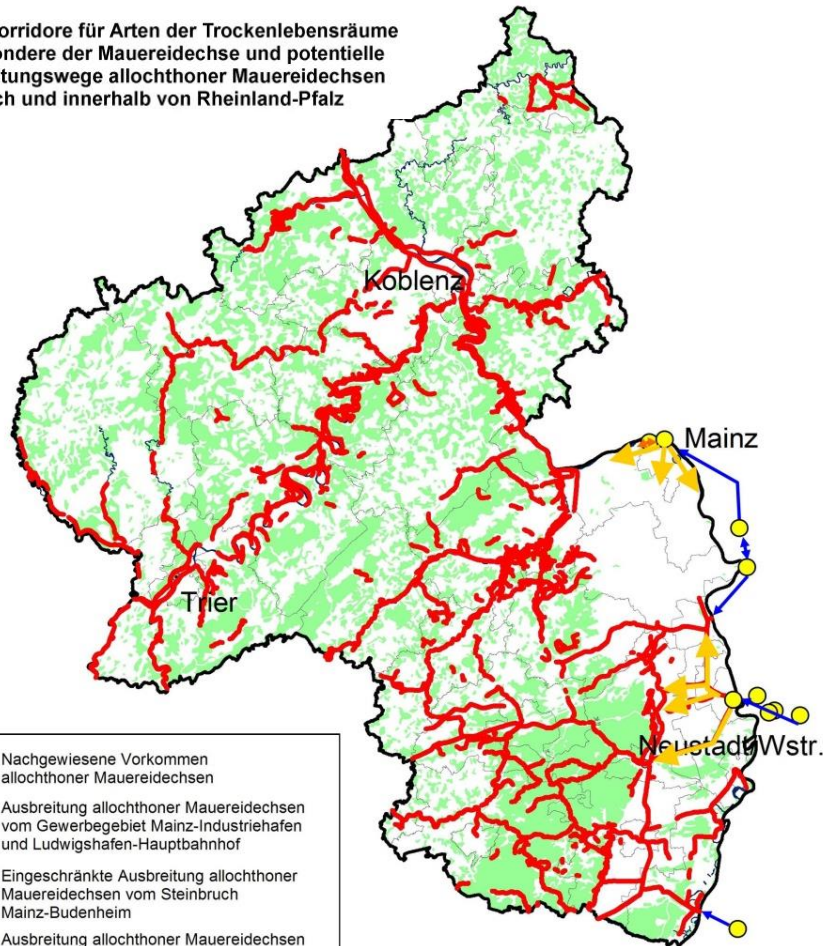 orridore für Arten der Trockenlebensräume
ondere der Mauereidechse und potentielle
tungswege allochthoner Mauereidechsen
ch und innerhalb von Rheinland-Pfalz
Koblenz
Mainz
Trier
Neustadt/Wstr.
Nachgewiesene Vorkommen
allochthoner Mauereidechsen
Ausbreitung allochthoner Mauereidechsen
vom Gewerbegebiet Mainz-Industriehafen
und Ludwigshafen-Hauptbahnhof
Eingeschränkte Ausbreitung allochthoner
Mauereidechsen vom Steinbruch
Mainz-Budenheim
Ausbreitung allochthoner Mauereidechsen